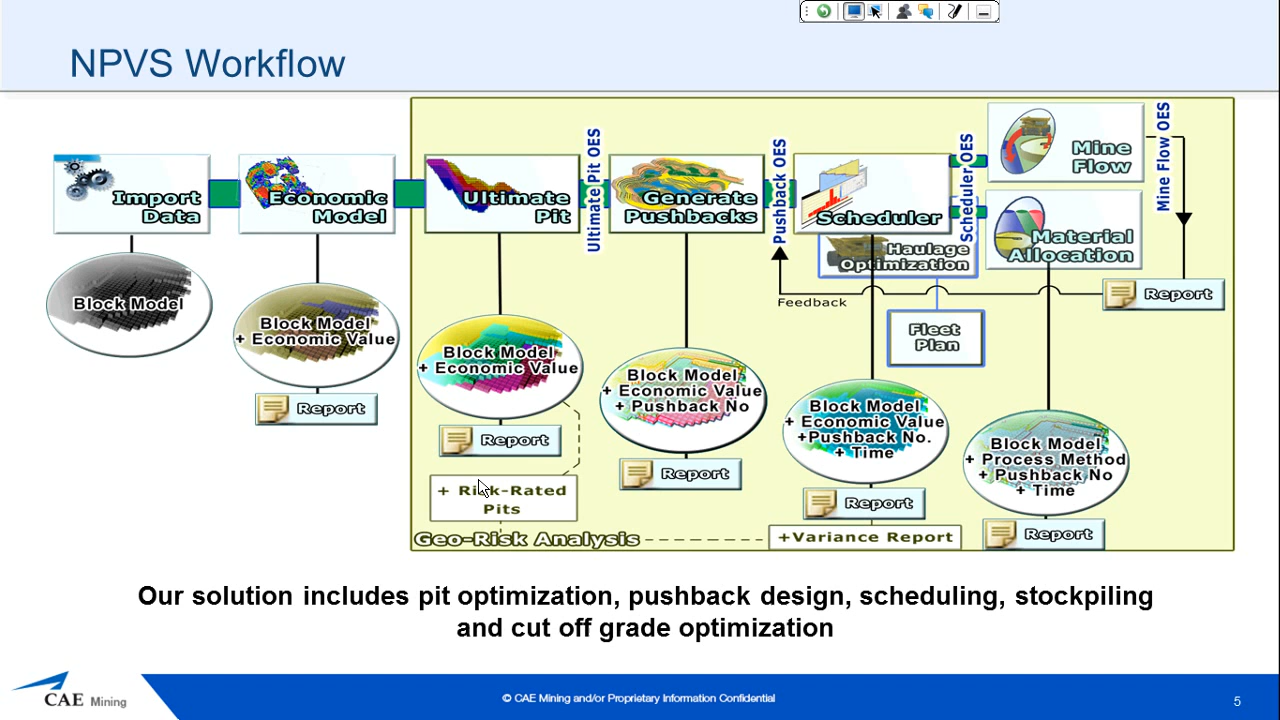 NPVS Workflow
Import
Data
Economic
Model
Ultimate
Pit
Ultimate Pit OES
Generate
Pushbacks
Pushback OES
Scheduler
Scheduler OES
Mine
Flow
Mine Flow OES
Material
Allocation
Haulage
Optimization
Feedback
Report
Fleet
Plan
Block Model
Block Model
+ Economic Value
Report
Block Model
+ Economic Value
Report
+ Risk-Rated
Pits
Block Model
+ Economic Value
+ Pushback No
Report
Block Model
+ Economic Value
+Pushback No.
+ Time
Report
+Variance Report
Block Model
+ Process Method
+ Pushback No
+ Time
Report
Geo-Risk Analysis
Our solution includes pit optimization, pushback design, scheduling, stockpiling
and cut off grade optimization
CAE Mining
© CAE Mining and/or Proprietary Information Confidential
5